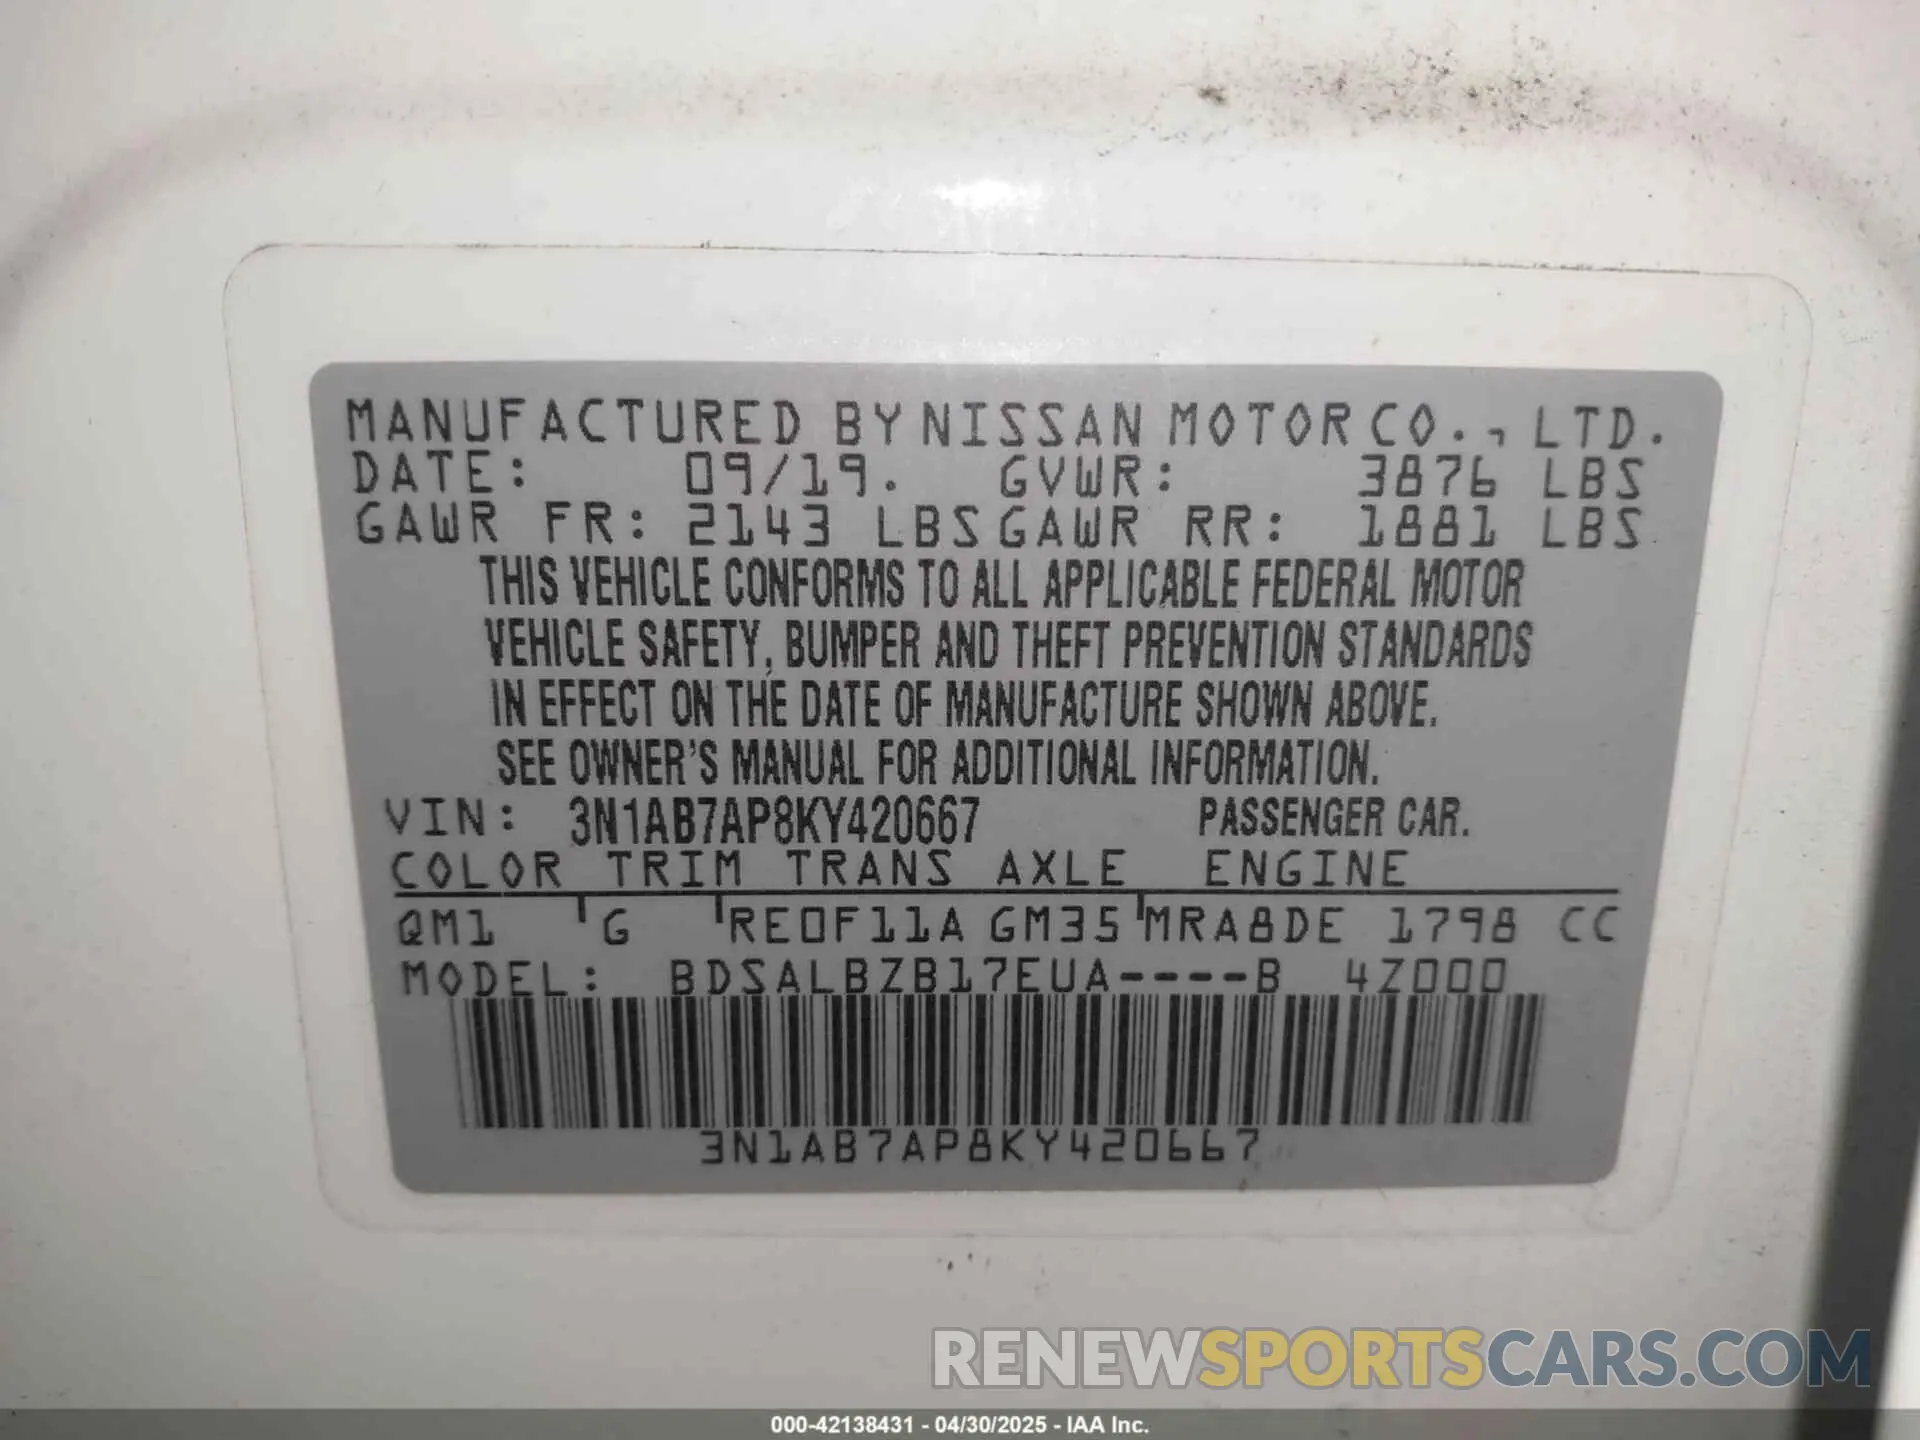 MANUFACTURED BY NISSAN MOTOR CO., LTD.
DATE: 09/19. GVWR: 3876 LBS
GAWR FR: 2143 LBS GAWR RR: 1881 LBS
THIS VEHICLE CONFORMS TO ALL APPLICABLE FEDERAL MOTOR
VEHICLE SAFETY, BUMPER AND THEFT PREVENTION STANDARDS
IN EFFECT ON THE DATE OF MANUFACTURE SHOWN ABOVE.
SEE OWNER'S MANUAL FOR ADDITIONAL INFORMATION.
VIN: 3N1AB7AP8KY420667 PASSENGER CAR.
COLOR TRIM TRANS AXLE ENGINE
QM1 G RE0F11A GM35 MRA8DE 1798 CC
MODEL: BDSALBZB17EUA----B 4Z000
3N1AB7AP8KY420667
RENEWSPORTSCARS.COM
000-42138431 - 04/30/2025 - IAA Inc.